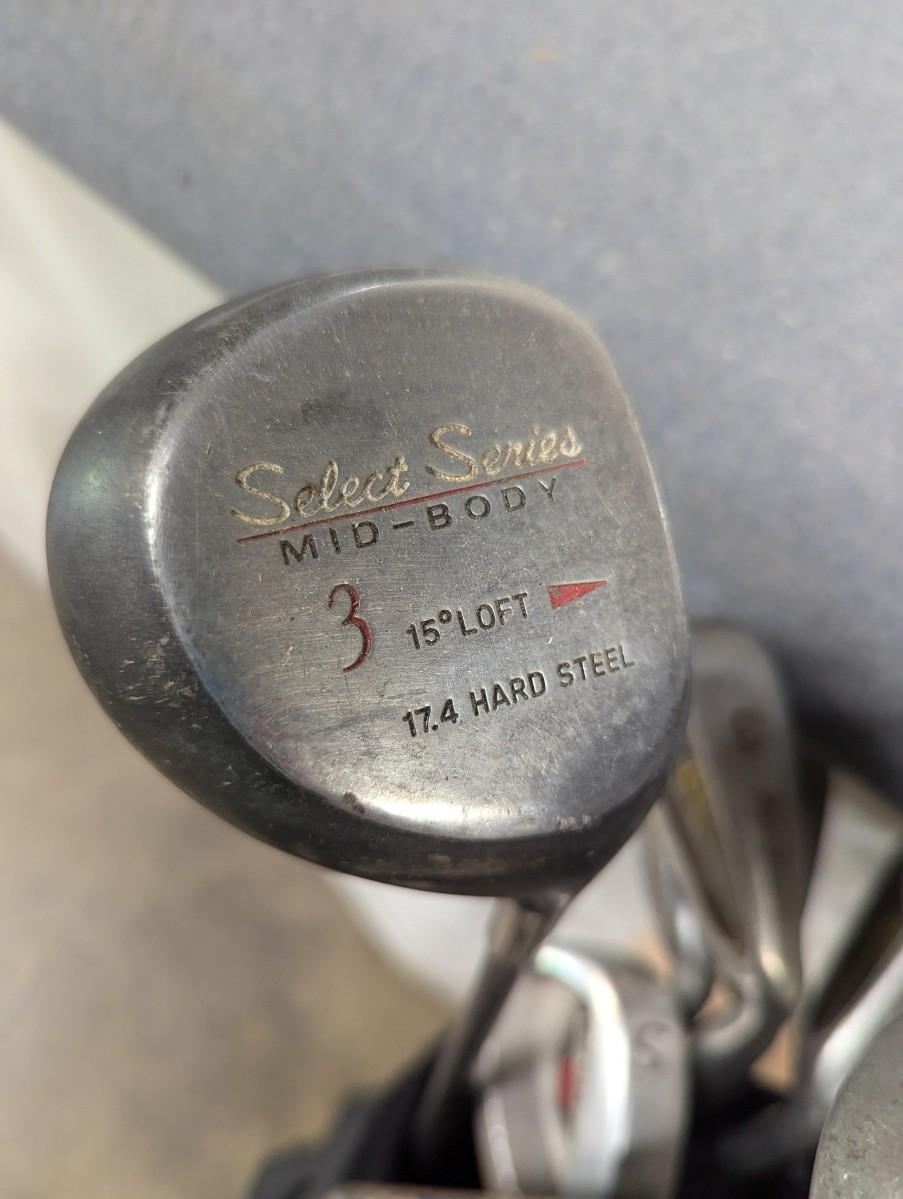 Select Series
MID-BODY
3 15° LOFT
17.4 HARD STEEL
S